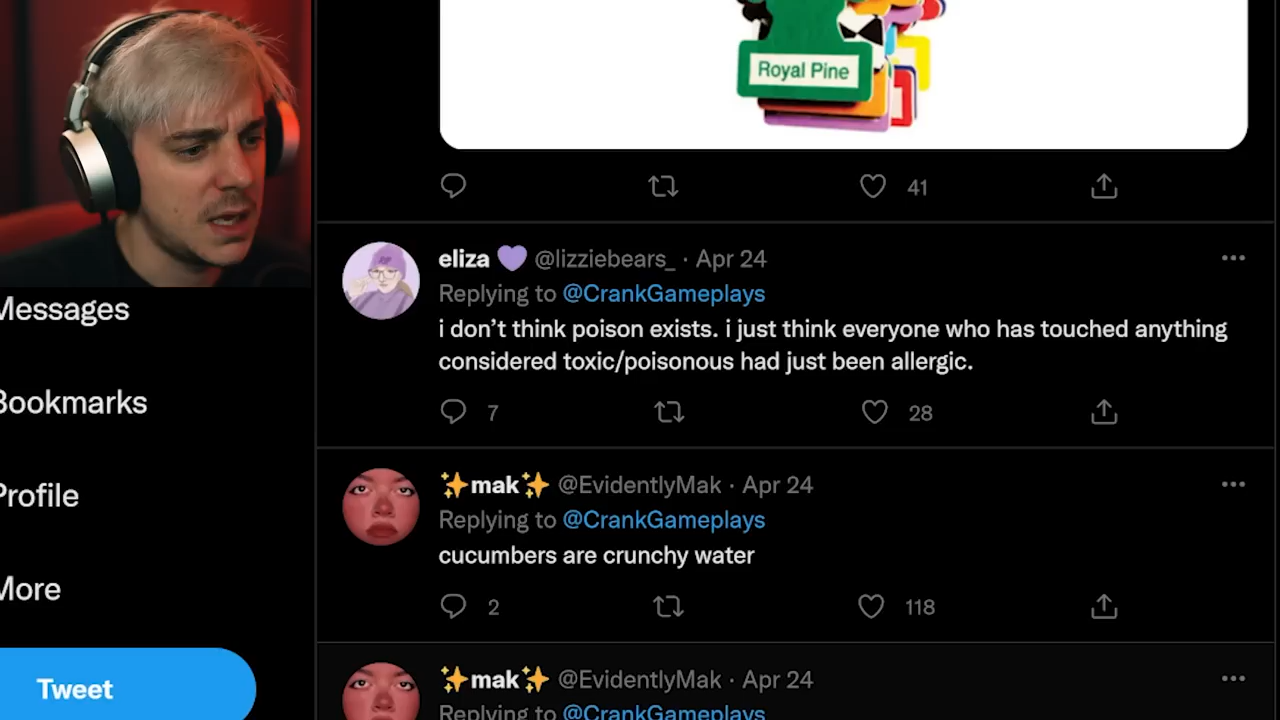 Royal Pine
41
eliza 💜 @lizziebears_ · Apr 24
Replying to @CrankGameplays
i don’t think poison exists. i just think everyone who has touched anything
considered toxic/poisonous had just been allergic.
7 28
✨mak✨ @EvidentlyMak · Apr 24
Replying to @CrankGameplays
cucumbers are crunchy water
2 118
✨mak✨ @EvidentlyMak · Apr 24
Replying to @CrankGameplays
Messages
Bookmarks
Profile
More
Tweet